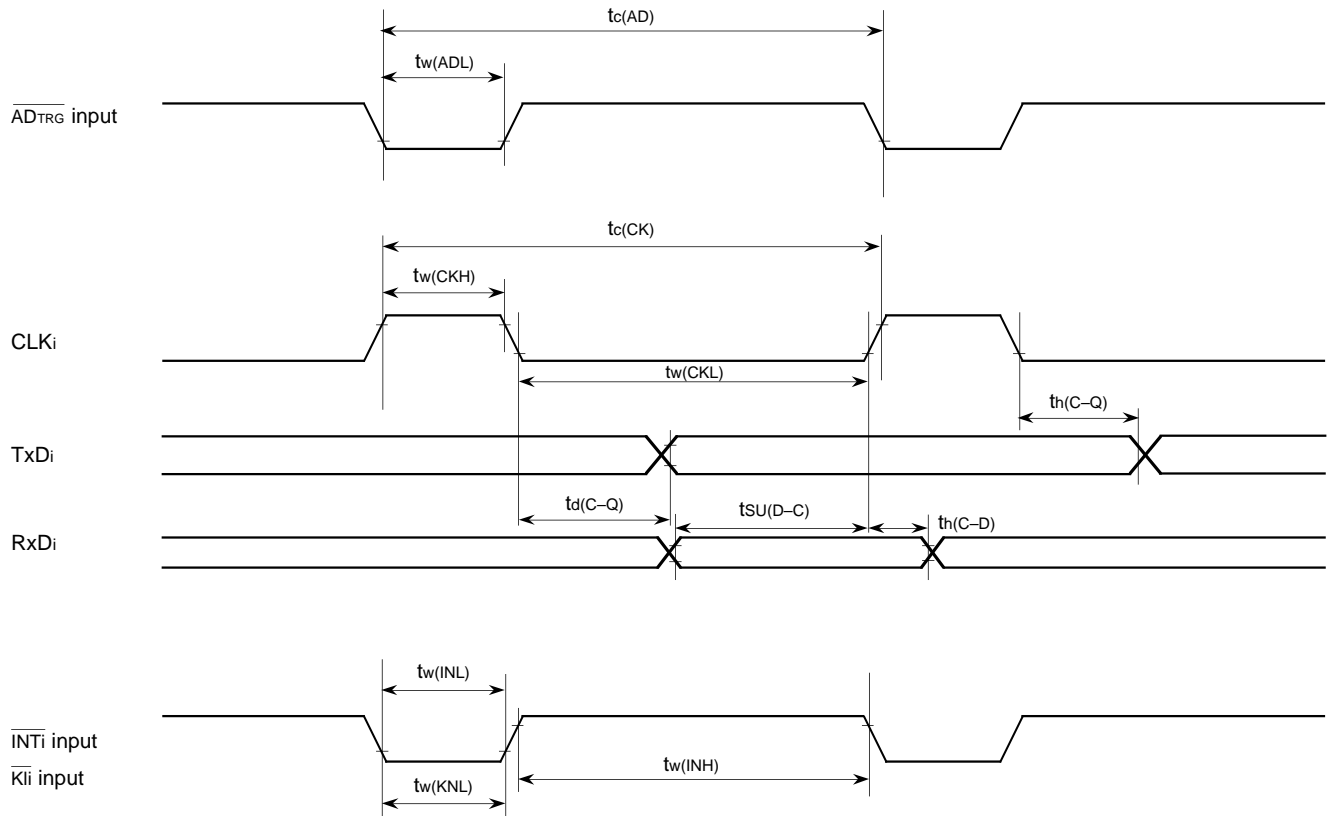 tc(AD)
tw(ADL)
ADTRG input
tc(CK)
tw(CKH)
CLKi
tw(CKL)
th(C–Q)
TxDi
td(C–Q)
tSU(D–C)
th(C–D)
RxDi
tw(INL)
INTi input
KIi input
tw(INH)
tw(KNL)